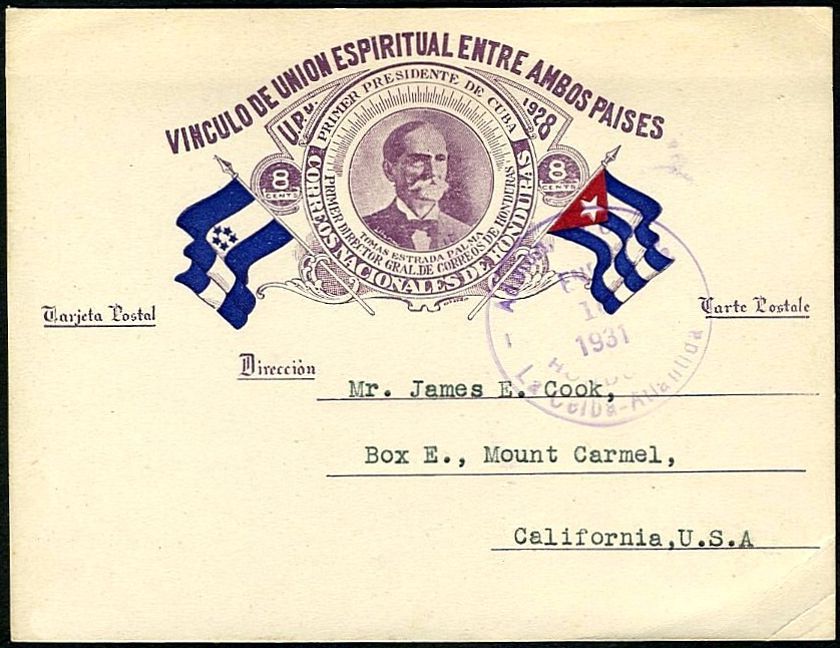 VINCULO DE UNION ESPIRITUAL ENTRE AMBOS PAISES
U.P.U. 1928
PRIMER PRESIDENTE DE CUBA
8 CENTS
8 CENTS
TOMAS ESTRADA PALMA
PRIMER DIRECTOR GRAL. DE CORREOS DE HONDURAS
CORREOS NACIONALES DE HONDURAS
Tarjeta Postal
Carte Postale
1931
La Ceiba-Atlantida
Dirección
Mr. James E. Cook,
Box E., Mount Carmel,
California,U.S.A